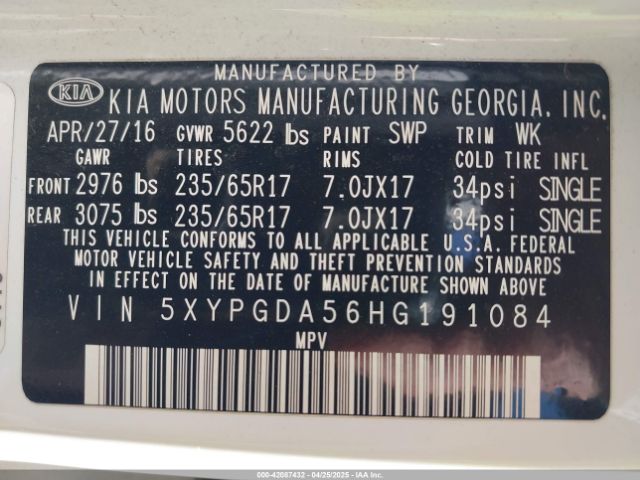 MANUFACTURED BY
KIA KIA MOTORS MANUFACTURING GEORGIA, INC.
APR/27/16 GVWR 5622 lbs PAINT SWP TRIM WK
GAWR TIRES RIMS COLD TIRE INFL
FRONT 2976 lbs 235/65R17 7.0JX17 34psi SINGLE
REAR 3075 lbs 235/65R17 7.0JX17 34psi SINGLE
THIS VEHICLE CONFORMS TO ALL APPLICABLE U.S.A. FEDERAL
MOTOR VEHICLE SAFETY AND THEFT PREVENTION STANDARDS
IN EFFECT ON THE DATE OF MANUFACTURE SHOWN ABOVE
VIN 5XYPGDA56HG191084
MPV
000-42087432 - 04/25/2025 - IAA Inc.